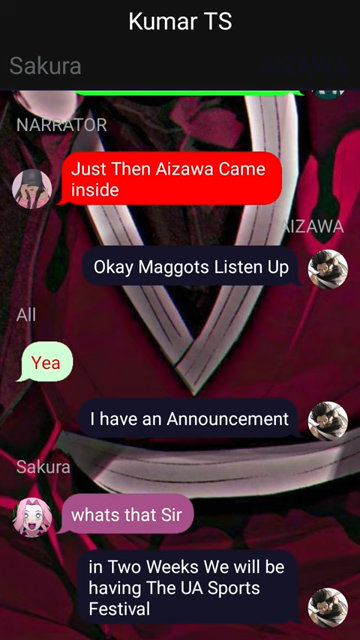 Kumar TS
Sakura
NARRATOR
Just Then Aizawa Came
inside
AIZAWA
Okay Maggots Listen Up
All
Yea
I have an Announcement
Sakura
whats that Sir
in Two Weeks We will be
having The UA Sports
Festival